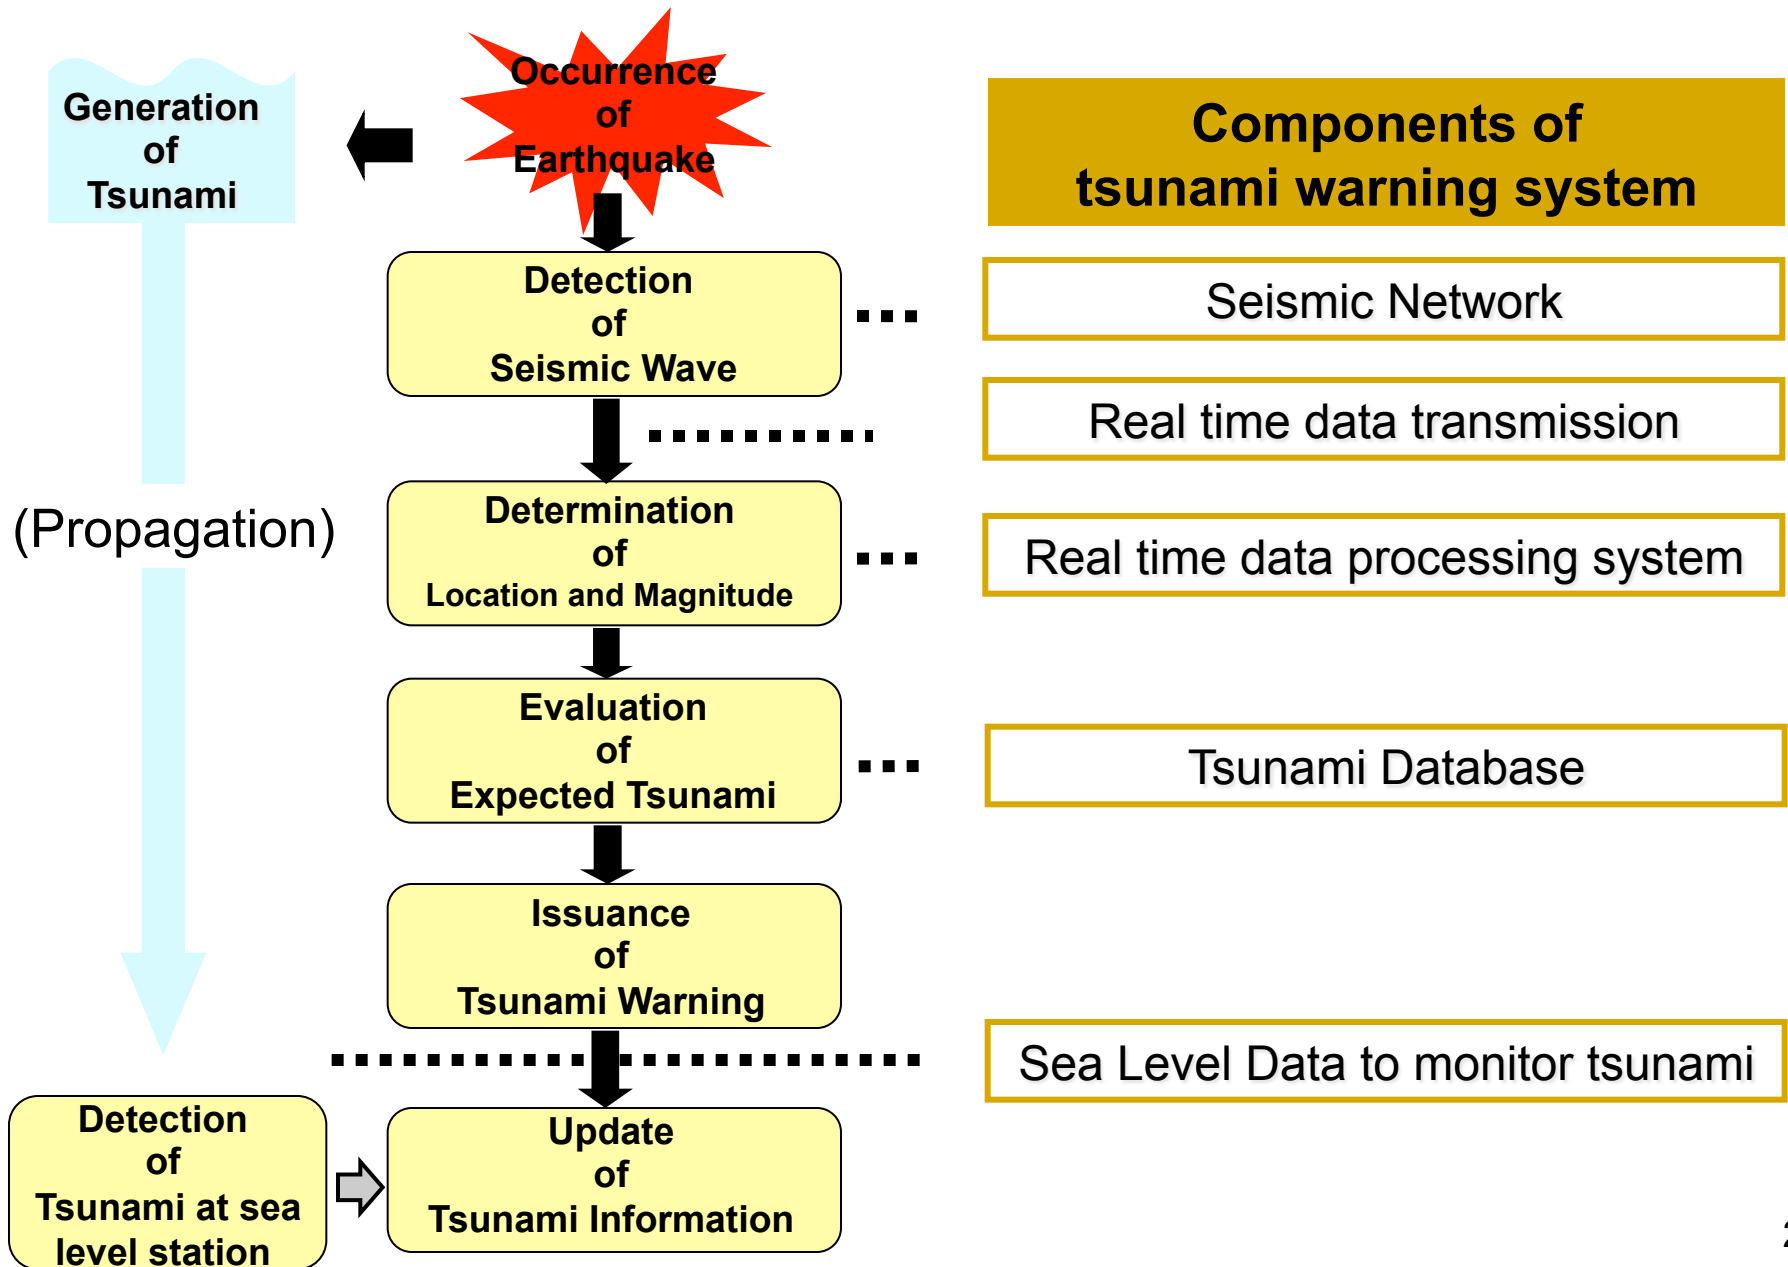 Occurrence
of
Earthquake
Generation
of
Tsunami
(Propagation)
Detection
of
Seismic Wave
Determination
of
Location and Magnitude
Evaluation
of
Expected Tsunami
Issuance
of
Tsunami Warning
Detection
of
Tsunami at sea
level station
Update
of
Tsunami Information
Components of
tsunami warning system
Seismic Network
Real time data transmission
Real time data processing system
Tsunami Database
Sea Level Data to monitor tsunami